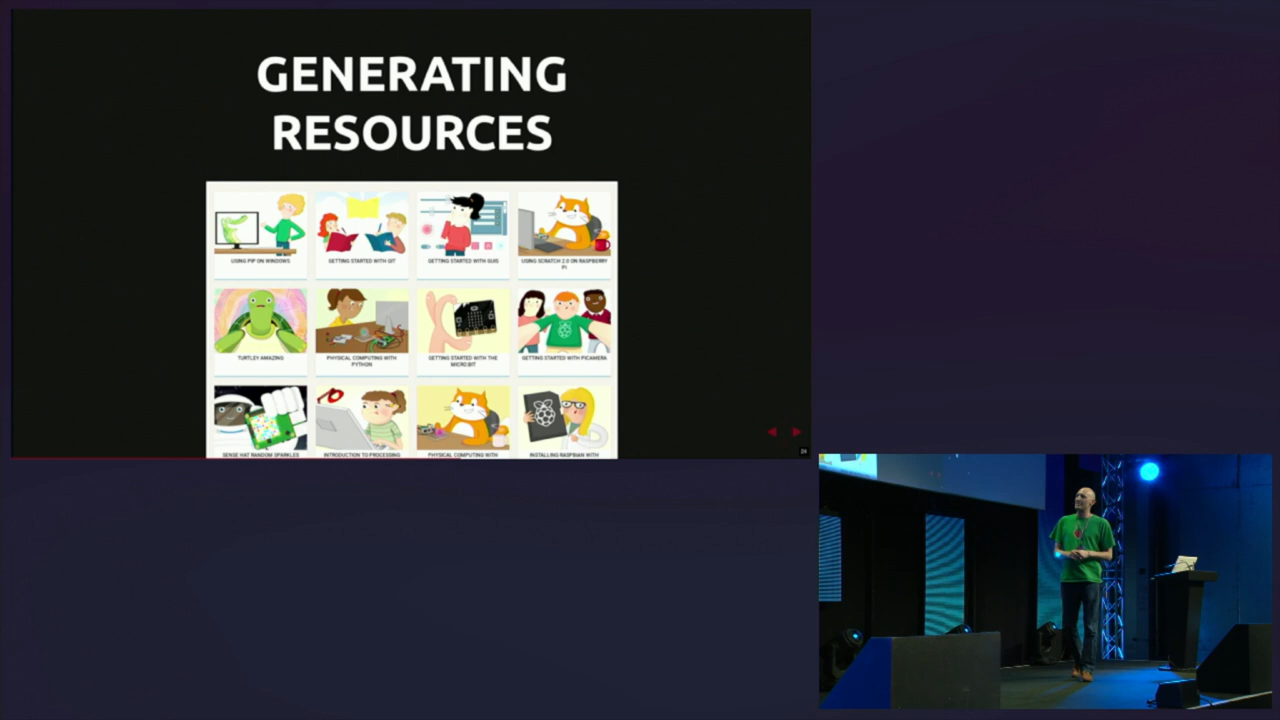 GENERATING
RESOURCES
USING PIP ON WINDOWS
GETTING STARTED WITH GIT
GETTING STARTED WITH GUIS
USING SCRATCH 2.0 ON RASPBERRY
PI
TURTLEY AMAZING
PHYSICAL COMPUTING WITH
PYTHON
GETTING STARTED WITH THE
MICRO:BIT
GETTING STARTED WITH PICAMERA
SENSE HAT RANDOM SPARKLES
INTRODUCTION TO PROCESSING
PHYSICAL COMPUTING WITH
INSTALLING RASPBIAN WITH